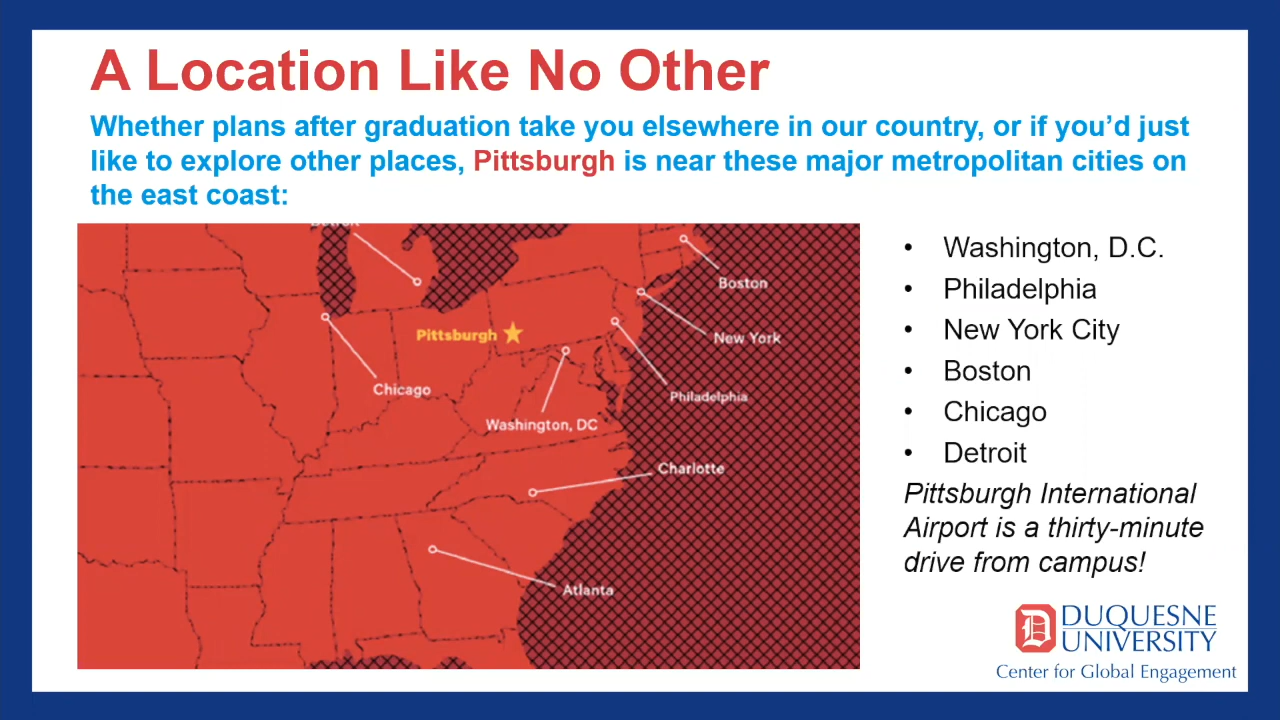 A Location Like No Other
Whether plans after graduation take you elsewhere in our country, or if you’d just
like to explore other places, Pittsburgh is near these major metropolitan cities on
the east coast:
Detroit
Boston
Pittsburgh
New York
Chicago
Philadelphia
Washington, DC
Charlotte
Atlanta
• Washington, D.C.
• Philadelphia
• New York City
• Boston
• Chicago
• Detroit
Pittsburgh International
Airport is a thirty-minute
drive from campus!
D
DUQUESNE
UNIVERSITY
Center for Global Engagement